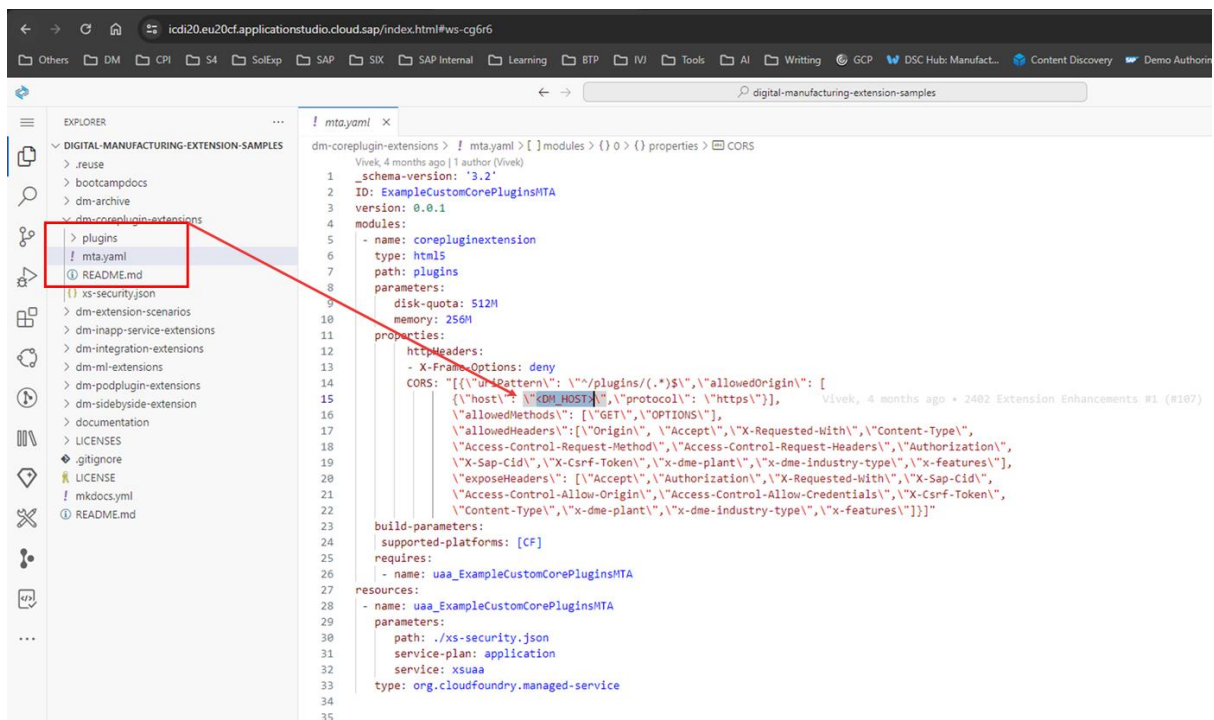 icdi20.eu20cf.applicationstudio.cloud.sap/index.html#ws-cg6r6
Others DM CPI S4 SolExp SAP SIX SAP Internal Learning BTP IVJ Tools AI Writting GCP DSC Hub: Manufact... Content Discovery Demo Authorin
digital-manufacturing-extension-samples
EXPLORER ...
DIGITAL-MANUFACTURING-EXTENSION-SAMPLES
> .reuse
> bootcampdocs
> dm-archive
dm-coreplugin-extensions
> plugins
! mta.yaml
README.md
{} xs-security.json
> dm-extension-scenarios
> dm-inapp-service-extensions
> dm-integration-extensions
> dm-ml-extensions
> dm-podplugin-extensions
> dm-sidebyside-extension
> documentation
> LICENSES
.gitignore
LICENSE
! mkdocs.yml
README.md
! mta.yaml ×
dm-coreplugin-extensions > ! mta.yaml > [ ] modules > {} 0 > {} properties > CORS
Vivek, 4 months ago | 1 author (Vivek)
1 _schema-version: '3.2'
2 ID: ExampleCustomCorePluginsMTA
3 version: 0.0.1
4 modules:
5 - name: corepluginextension
6 type: html5
7 path: plugins
8 parameters:
9 disk-quota: 512M
10 memory: 256M
11 properties:
12 httpHeaders:
13 - X-Frame-Options: deny
14 CORS: "[{\"uriPattern\": \"^/plugins/(.*)$\",\"allowedOrigin\": [
15 {\"host\": \"<DM_HOST>\",\"protocol\": \"https\"}], Vivek, 4 months ago • 2402 Extension Enhancements #1 (#107)
16 \"allowedMethods\": [\"GET\",\"OPTIONS\"],
17 \"allowedHeaders\":[\"Origin\", \"Accept\",\"X-Requested-With\",\"Content-Type\",
18 \"Access-Control-Request-Method\",\"Access-Control-Request-Headers\",\"Authorization\",
19 \"X-Sap-Cid\",\"X-Csrf-Token\",\"x-dme-plant\",\"x-dme-industry-type\",\"x-features\"],
20 \"exposeHeaders\": [\"Accept\",\"Authorization\",\"X-Requested-With\",\"X-Sap-Cid\",
21 \"Access-Control-Allow-Origin\",\"Access-Control-Allow-Credentials\",\"X-Csrf-Token\",
22 \"Content-Type\",\"x-dme-plant\",\"x-dme-industry-type\",\"x-features\"]}]"
23 build-parameters:
24 supported-platforms: [CF]
25 requires:
26 - name: uaa_ExampleCustomCorePluginsMTA
27 resources:
28 - name: uaa_ExampleCustomCorePluginsMTA
29 parameters:
30 path: ./xs-security.json
31 service-plan: application
32 service: xsuaa
33 type: org.cloudfoundry.managed-service
34
35